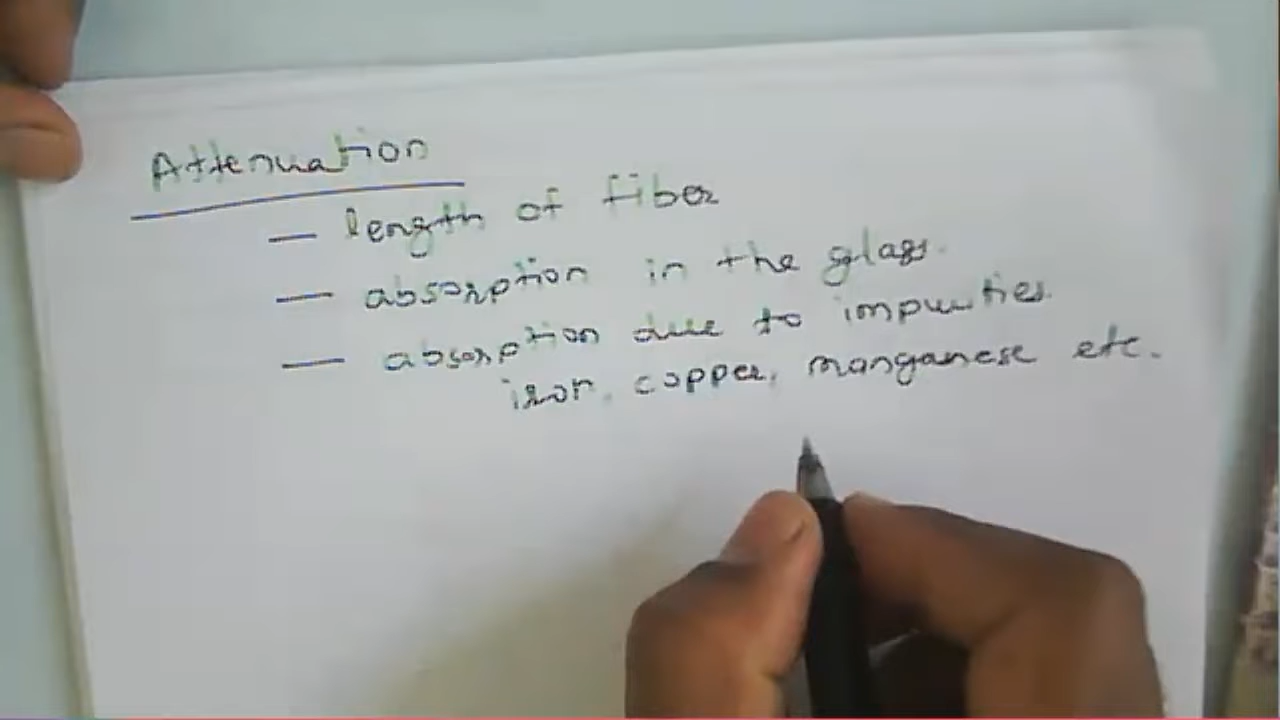 Attenuation
— length of fiber
— absorption in the glass.
— absorption due to impurities.
iron, copper, manganese etc.